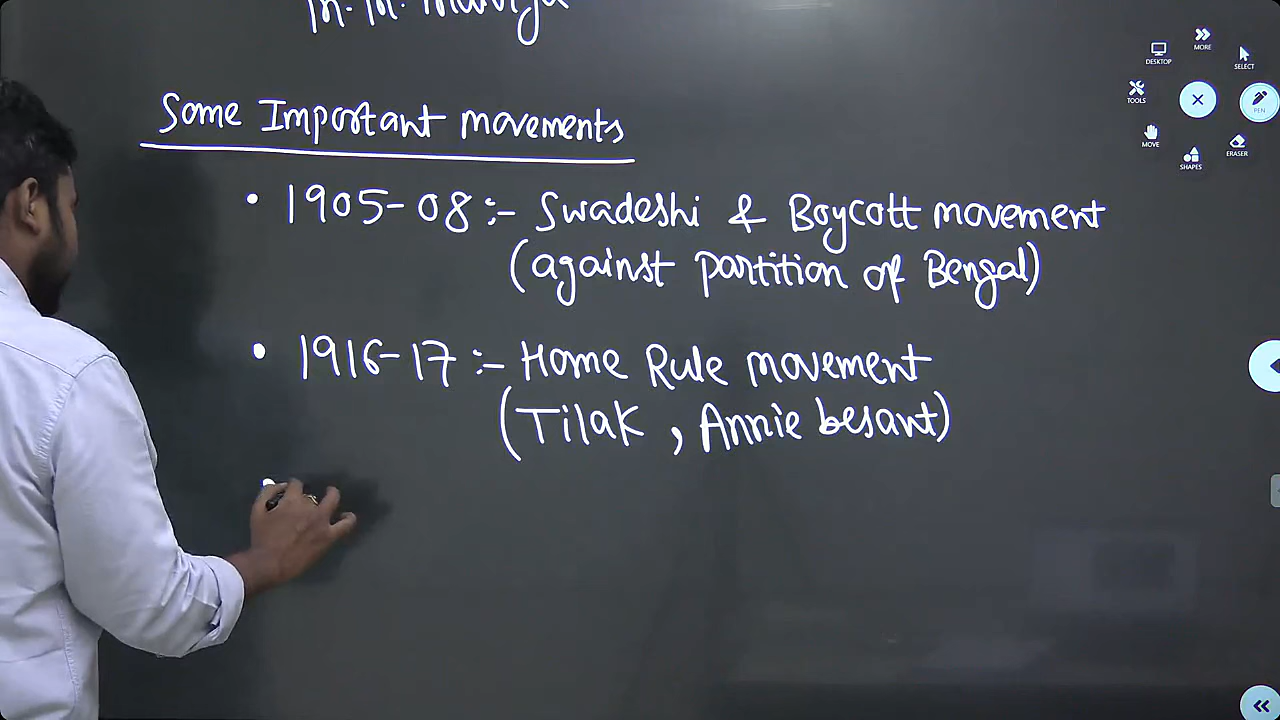 Some Important movements
• 1905-08 :- Swadeshi & Boycott movement
(against partition of Bengal)
• 1916-17 :- Home Rule movement
(Tilak , Annie besant)
DESKTOP
MORE
SELECT
TOOLS
PEN
MOVE
SHAPES
ERASER